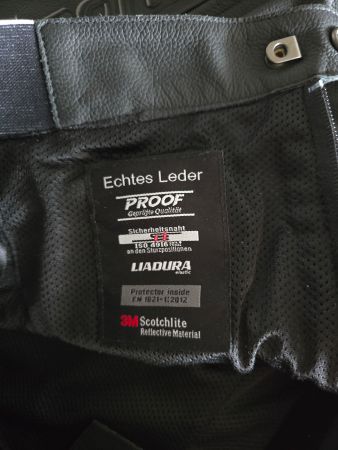 Echtes Leder
PROOF
Geprüfte Qualität
Sicherheitsnaht
ISO 4916
an den Sturzpositionen
LIADURA
elastic
Protector inside
EN 1621-1:2012
3M Scotchlite
Reflective Material